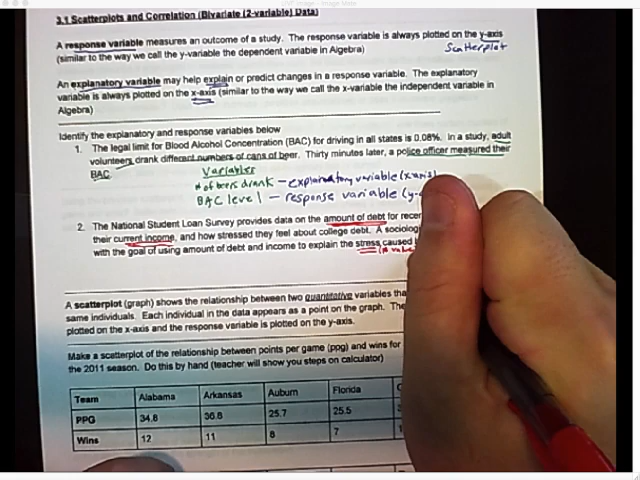 3.1 Scatterplots and Correlation (Bivariate (2-variable) Data)
A response variable measures an outcome of a study. The response variable is always plotted on the y-axis
(similar to the way we call the y-variable the dependent variable in Algebra)
Scatterplot
An explanatory variable may help explain or predict changes in a response variable. The explanatory
variable is always plotted on the x-axis (similar to the way we call the x-variable the independent variable in
Algebra)
Identify the explanatory and response variables below
1. The legal limit for Blood Alcohol Concentration (BAC) for driving in all states is 0.08%. In a study, adult
volunteers drank different numbers of cans of beer. Thirty minutes later, a police officer measured their
BAC.
Variables
# of beers drank - explanatory variable (x axis)
BAC level - response variable (y-
2. The National Student Loan Survey provides data on the amount of debt for
their current income, and how stressed they feel about college debt. A
with the goal of using amount of debt and income to explain the stress caused
A scatterplot (graph) shows the relationship between two quantitative variables
same individuals. Each individual in the data appears as a point on the graph. The
plotted on the x-axis and the response variable is plotted on the y-axis.
Make a scatterplot of the relationship between points per game (ppg) and wins for
the 2011 season. Do this by hand (teacher will show you steps on calculator)
Team Alabama Arkansas Auburn Florida
PPG 34.8 36.8 25.7 25.5
Wins 12 11 8 7